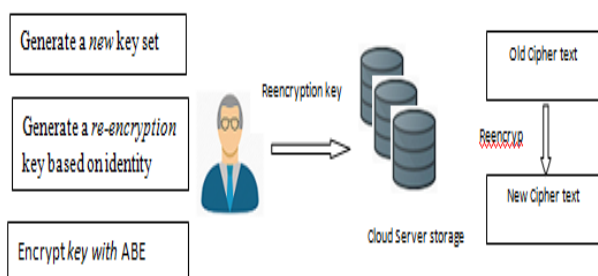 Generate a new key set
Generate a re-encryption
key based on identity
Encrypt key with ABE
Reencryption key
Cloud Server storage
Old Cipher text
Reencryp
New Cipher text